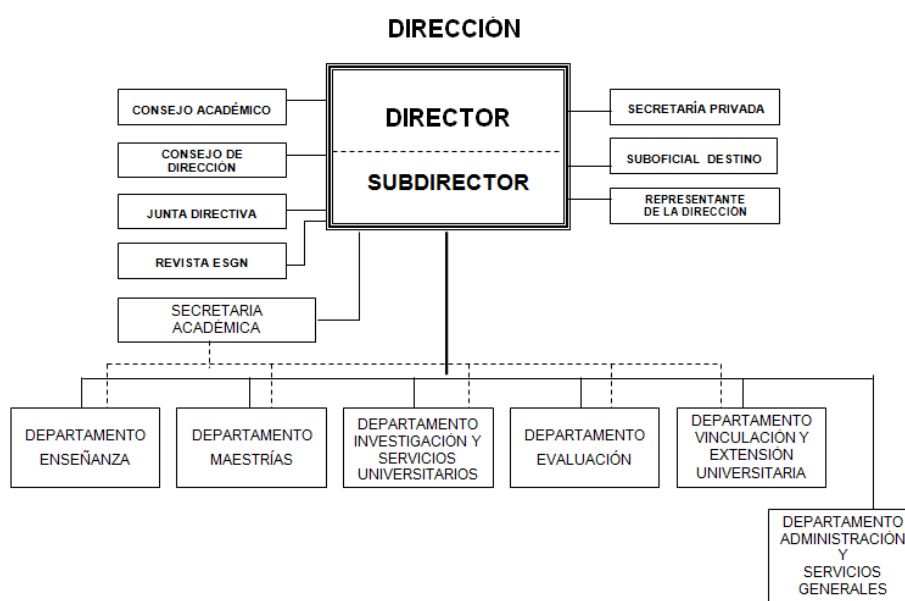 DIRECCIÓN
DIRECTOR
SUBDIRECTOR
CONSEJO ACADÉMICO
CONSEJO DE
DIRECCIÓN
JUNTA DIRECTIVA
REVISTA ESGN
SECRETARIA
ACADÉMICA
SECRETARÍA PRIVADA
SUBOFICIAL DESTINO
REPRESENTANTE
DE LA DIRECCIÓN
DEPARTAMENTO
ENSEÑANZA
DEPARTAMENTO
MAESTRÍAS
DEPARTAMENTO
INVESTIGACIÓN Y
SERVICIOS
UNIVERSITARIOS
DEPARTAMENTO
EVALUACIÓN
DEPARTAMENTO
VINCULACIÓN Y
EXTENSIÓN
UNIVERSITARIA
DEPARTAMENTO
ADMINISTRACIÓN
Y
SERVICIOS
GENERALES